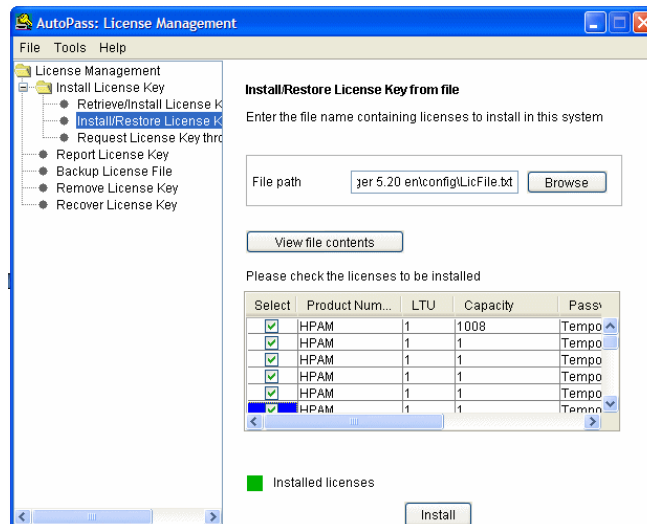 AutoPass: License Management
File Tools Help
License Management
Install License Key
Retrieve/Install License K
Install/Restore License K
Request License Key thro
Report License Key
Backup License File
Remove License Key
Recover License Key
Install/Restore License Key from file
Enter the file name containing licenses to install in this system
File path ger 5.20 en\config\LicFile.txt Browse
View file contents
Please check the licenses to be installed
Select Product Num... LTU Capacity Passv
HPAM 1 1008 Tempo
HPAM 1 1 Tempo
HPAM 1 1 Tempo
HPAM 1 1 Tempo
HPAM 1 1 Tempo
HPAM 1 1 Tempo
Installed licenses
Install